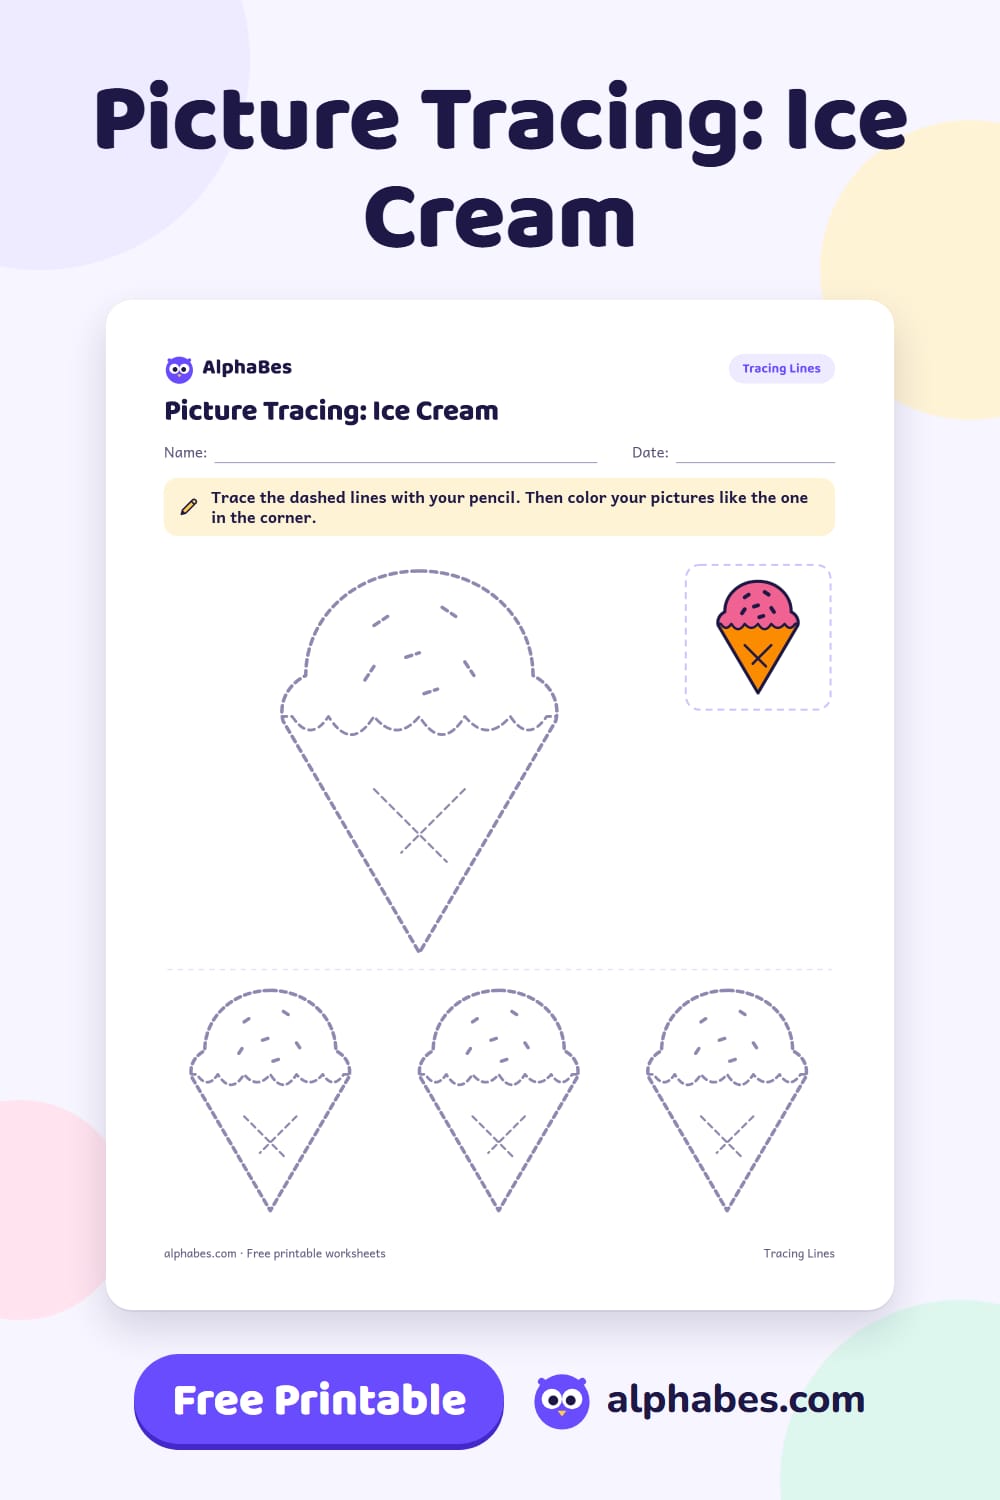 Picture Tracing: Ice
Cream
AlphaBes
Tracing Lines
Picture Tracing: Ice Cream
Name:
Date:
Trace the dashed lines with your pencil. Then color your pictures like the one
in the corner.
alphabes.com · Free printable worksheets
Tracing Lines
Free Printable
alphabes.com